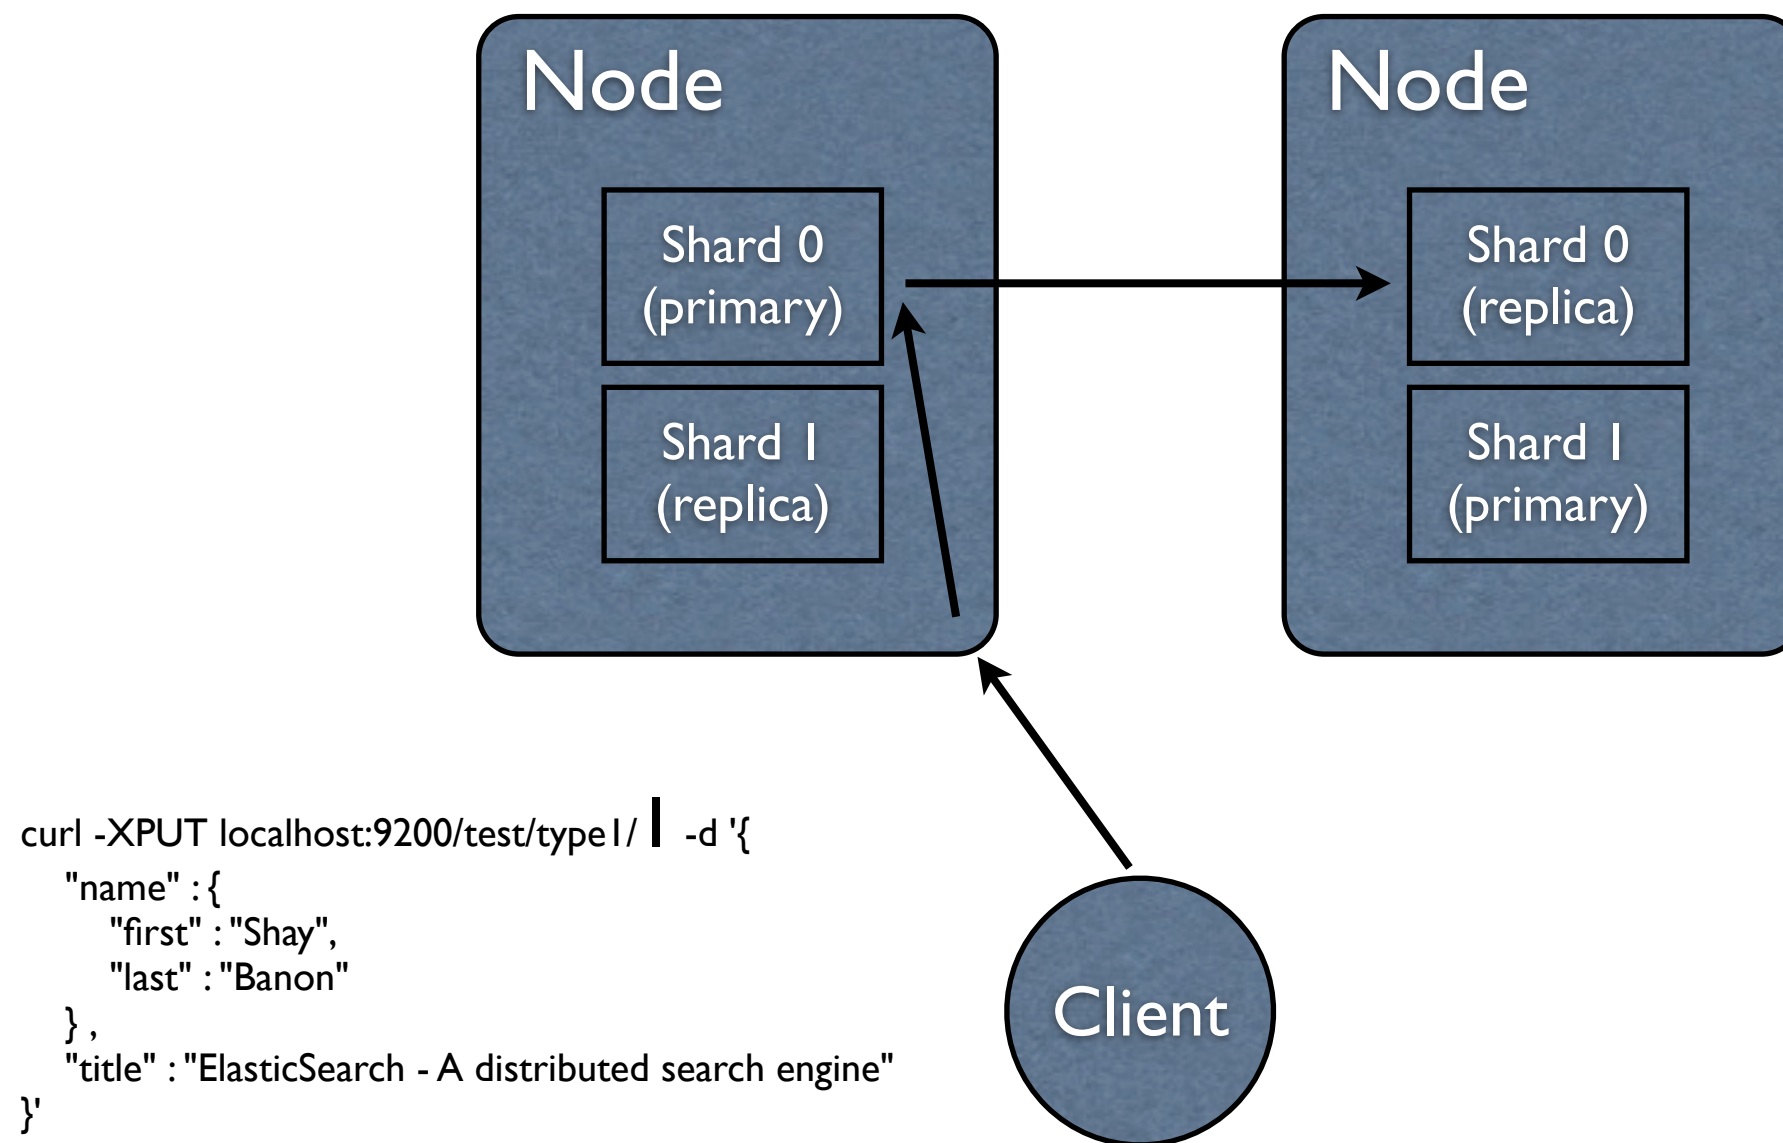 Node
Shard 0
(primary)
Shard 1
(replica)
Node
Shard 0
(replica)
Shard 1
(primary)
curl -XPUT localhost:9200/test/type1/1 -d '{
"name" : {
"first" : "Shay",
"last" : "Banon"
} ,
"title" : "ElasticSearch - A distributed search engine"
}'
Client